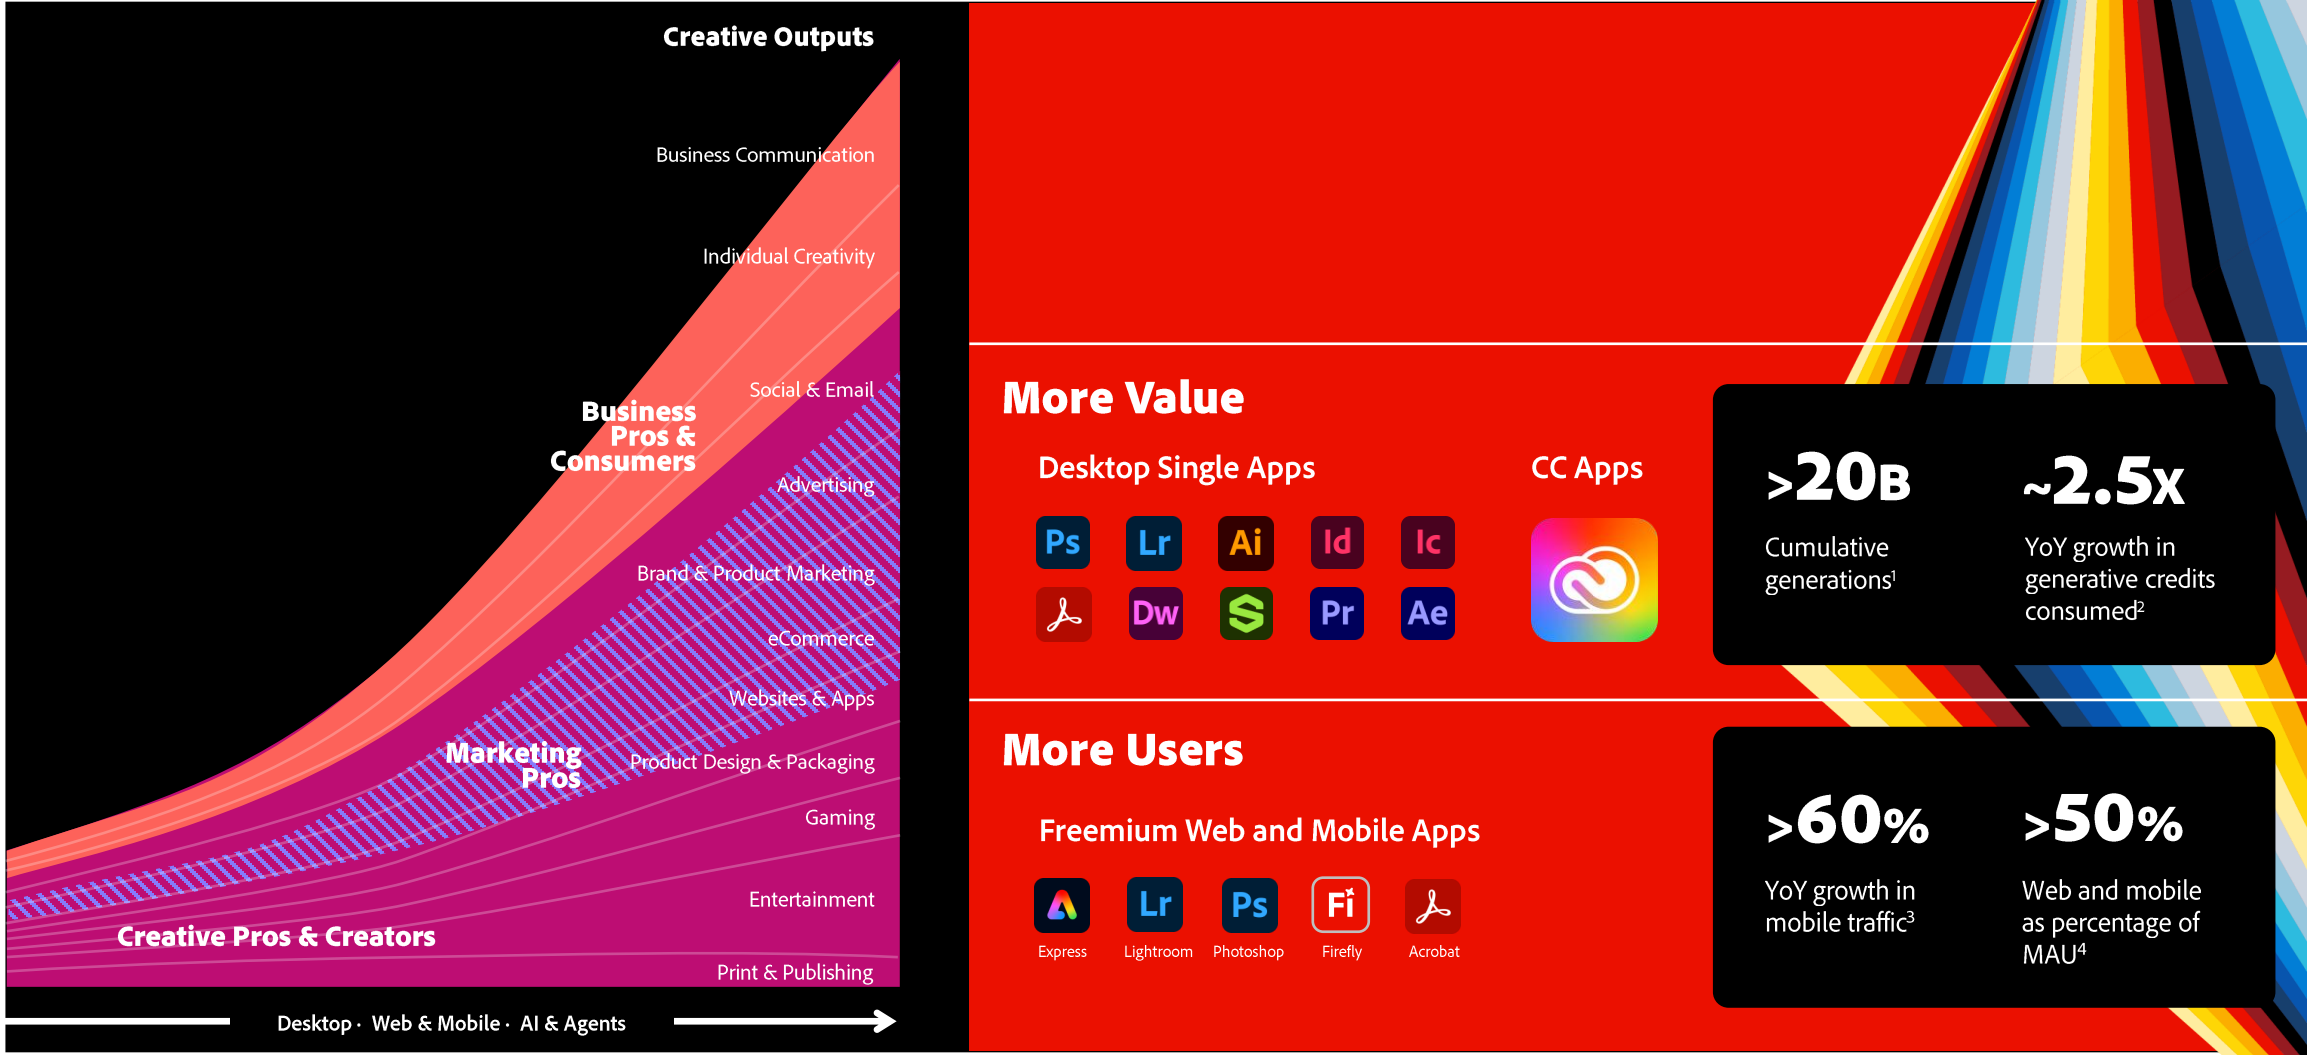 Creative Outputs
Business Communication
Individual Creativity
Social & Email
Business
Pros &
Consumers
Advertising
Brand & Product Marketing
eCommerce
Websites & Apps
Marketing
Pros
Product Design & Packaging
Gaming
Entertainment
Creative Pros & Creators
Print & Publishing
Desktop · Web & Mobile · AI & Agents
More Value
Desktop Single Apps
CC Apps
Ps Lr Ai Id Ic
Dw Pr Ae
>20B
Cumulative
generations¹
~2.5x
YoY growth in
generative credits
consumed²
More Users
Freemium Web and Mobile Apps
Lr Ps Fi
Express Lightroom Photoshop Firefly Acrobat
>60%
YoY growth in
mobile traffic³
>50%
Web and mobile
as percentage of
MAU⁴